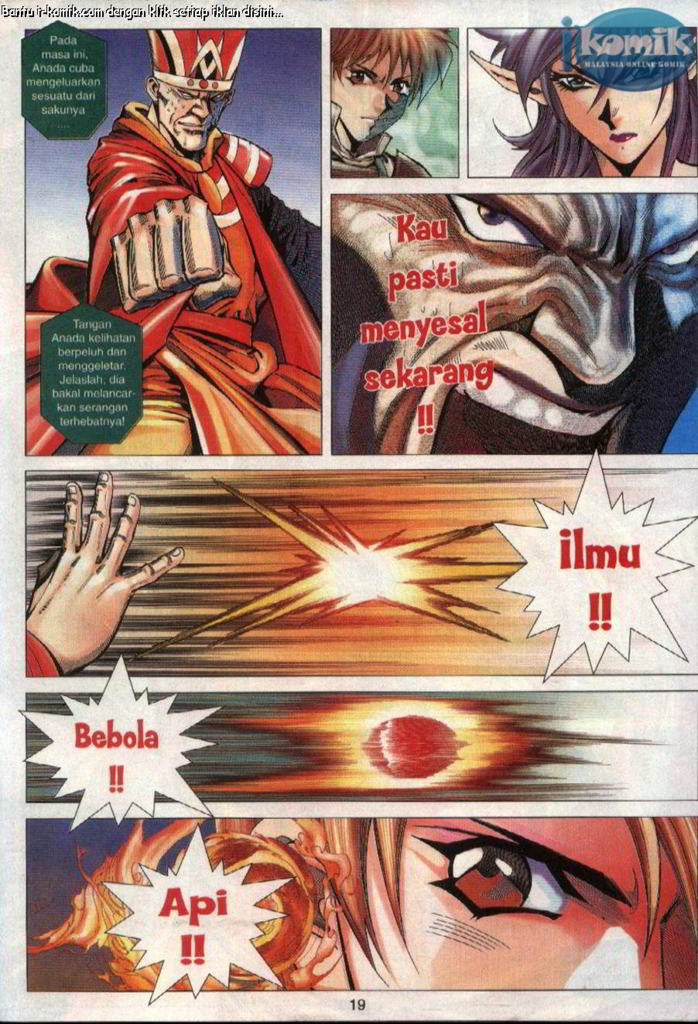 Bantu i-komik.com dengan klik setiap iklan disini...
ikomik
MALAYSIA ONLINE KOMIK
Pada
masa ini,
Anada cuba
mengeluarkan
sesuatu dari
sakunya
......
Tangan
Anada kelihatan
berpeluh dan
menggeletar.
Jelaslah, dia
bakal melancar-
kan serangan
terhebatnya!
Kau
pasti
menyesal
sekarang
!!
ilmu
!!
Bebola
!!
Api
!!
19